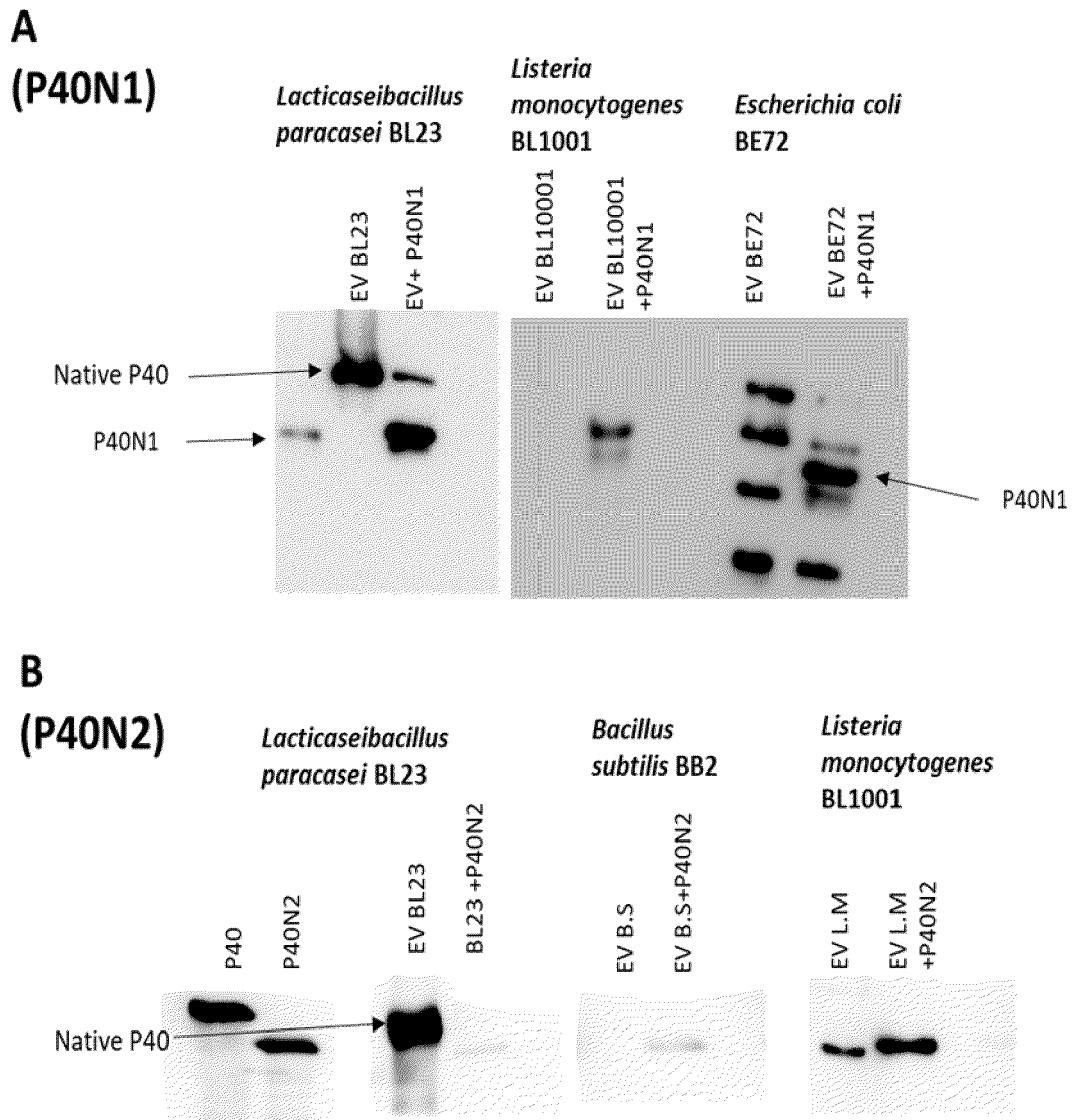 A
(P40N1)
Lacticaseibacillus
paracasei BL23
Listeria
monocytogenes
BL1001
Escherichia coli
BE72
EV BL23
EV+ P40N1
EV BL10001
EV BL10001
+P40N1
EV BE72
EV BE72
+P40N1
Native P40
P40N1
P40N1
B
(P40N2)
Lacticaseibacillus
paracasei BL23
Bacillus
subtilis BB2
Listeria
monocytogenes
BL1001
P40
P40N2
EV BL23
BL23 +P40N2
EV B.S
EV B.S+P40N2
EV L.M
EV L.M
+P40N2
Native P40